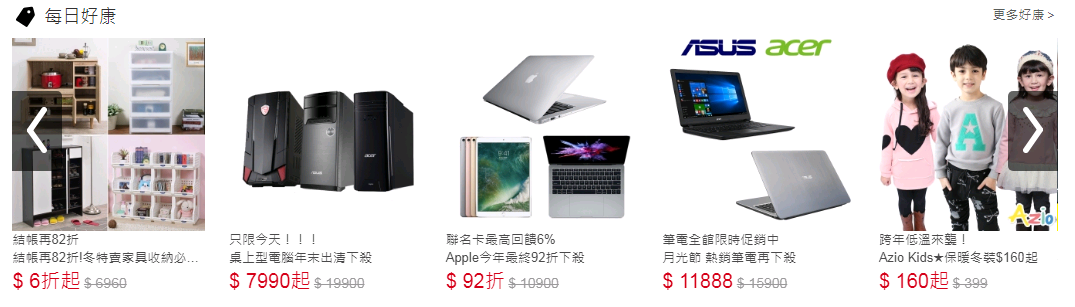 每日好康
更多好康 >
ASUS acer
ACER
A
Azio
結帳再82折
結帳再82折!冬特賣家具收納必…
$ 6折起 $ 6960
只限今天！！！
桌上型電腦年末出清下殺
$ 7990起 $ 19900
聯名卡最高回饋6%
Apple今年最終92折下殺
$ 92折 $ 10900
筆電全館限時促銷中
月光節 熱銷筆電再下殺
$ 11888 $ 15900
跨年低溫來襲！
Azio Kids★保暖冬裝$160起
$ 160起 $ 399